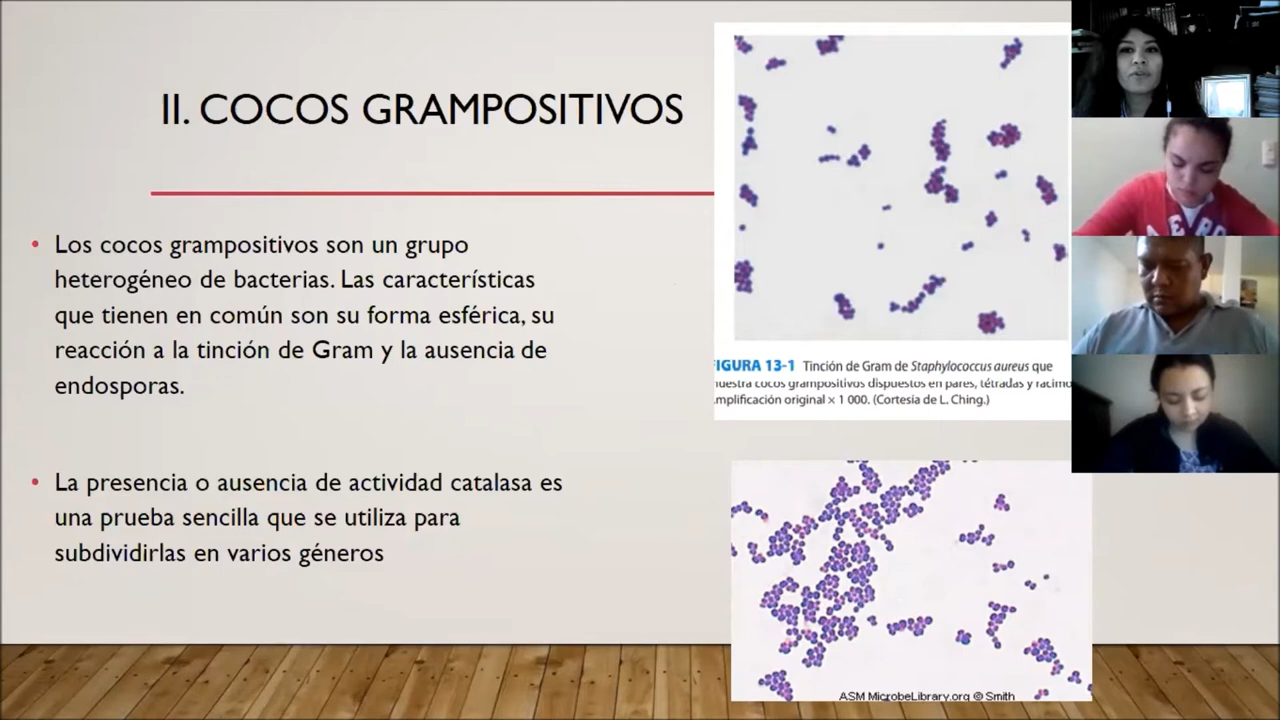 II. COCOS GRAMPOSITIVOS
• Los cocos grampositivos son un grupo
heterogéneo de bacterias. Las características
que tienen en común son su forma esférica, su
reacción a la tinción de Gram y la ausencia de
endosporas.
• La presencia o ausencia de actividad catalasa es
una prueba sencilla que se utiliza para
subdividirlas en varios géneros
FIGURA 13-1 Tinción de Gram de Staphylococcus aureus que
muestra cocos grampositivos dispuestos en pares, tétradas y racimo
mplificación original × 1 000. (Cortesía de L. Ching.)
ASM MicrobeLibrary.org © Smith